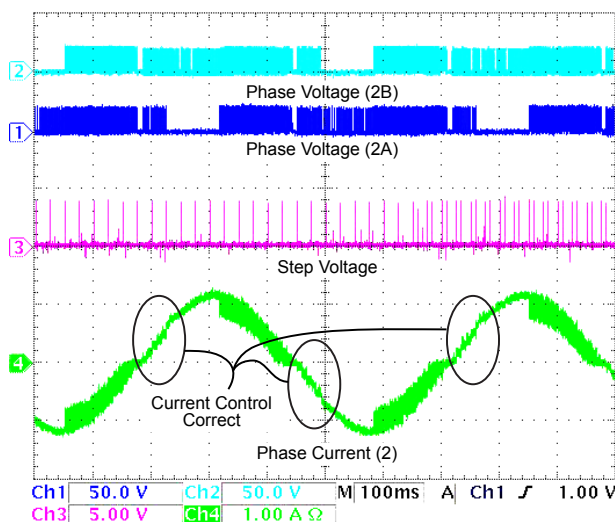 2
Phase Voltage (2B)
1
Phase Voltage (2A)
3
Step Voltage
4
Current Control
Correct
Phase Current (2)
Ch1 50.0 V Ch2 50.0 V M 100ms A Ch1 1.00 V
Ch3 5.00 V Ch4 1.00 A Ω